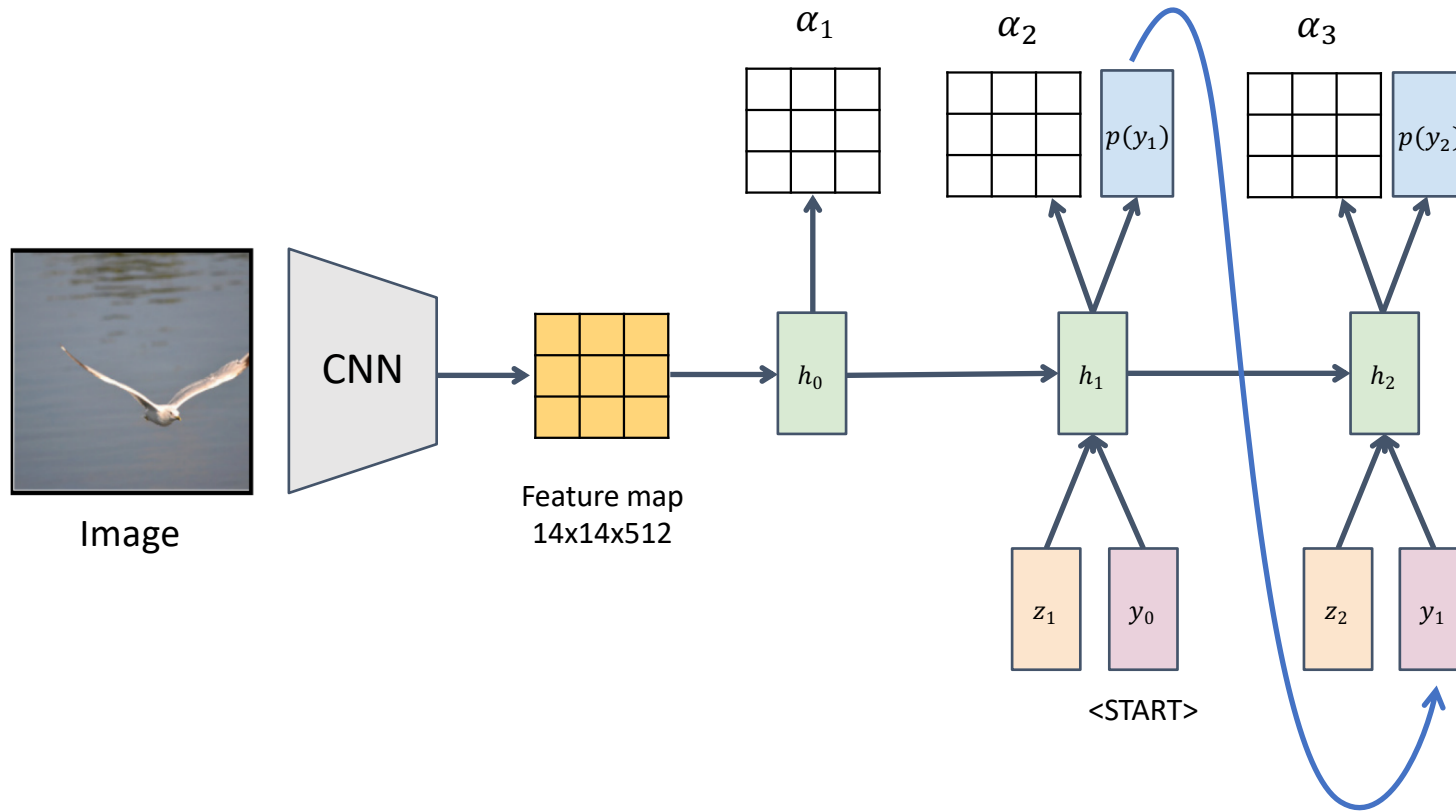 α₁
α₂
α₃
p(y₁)
p(y₂)
CNN
h₀
h₁
h₂
Feature map
14x14x512
Image
z₁
y₀
z₂
y₁
<START>